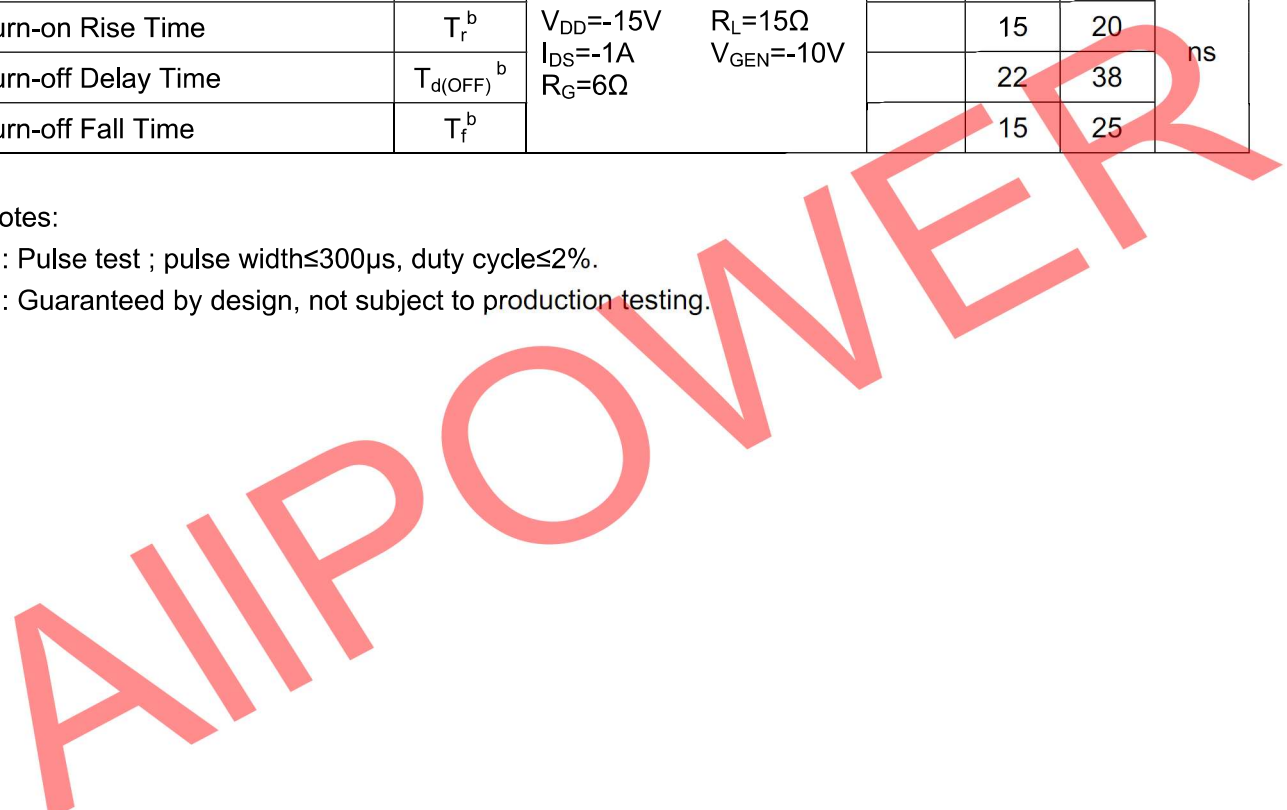 urn-on Rise Time Tr^b VDD=-15V RL=15Ω 15 20
IDS=-1A VGEN=-10V ns
urn-off Delay Time Td(OFF)^b RG=6Ω 22 38
urn-off Fall Time Tf^b 15 25
otes:
: Pulse test ; pulse width≤300µs, duty cycle≤2%.
: Guaranteed by design, not subject to production testing.
AllPOWER